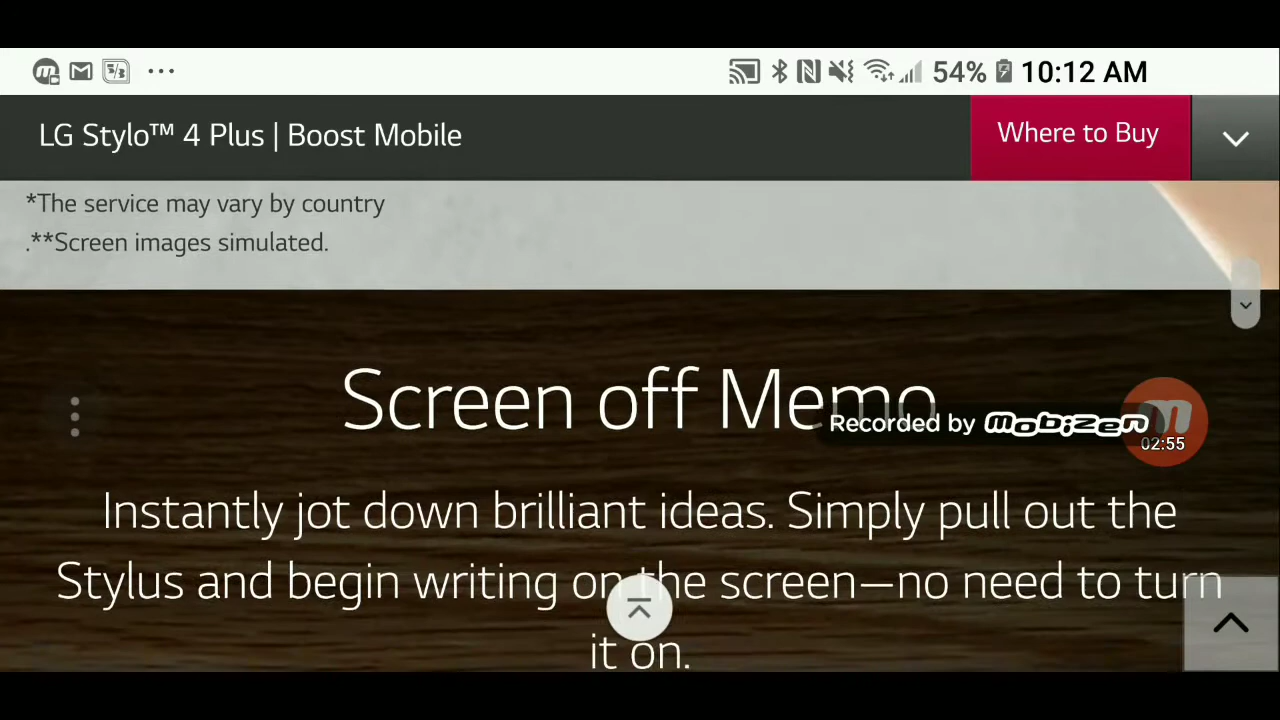 54% 10:12 AM
LG Stylo™ 4 Plus | Boost Mobile
Where to Buy
*The service may vary by country
.**Screen images simulated.
Screen off Memo
Recorded by mobizen
02:55
Instantly jot down brilliant ideas. Simply pull out the
Stylus and begin writing on the screen—no need to turn
it on.